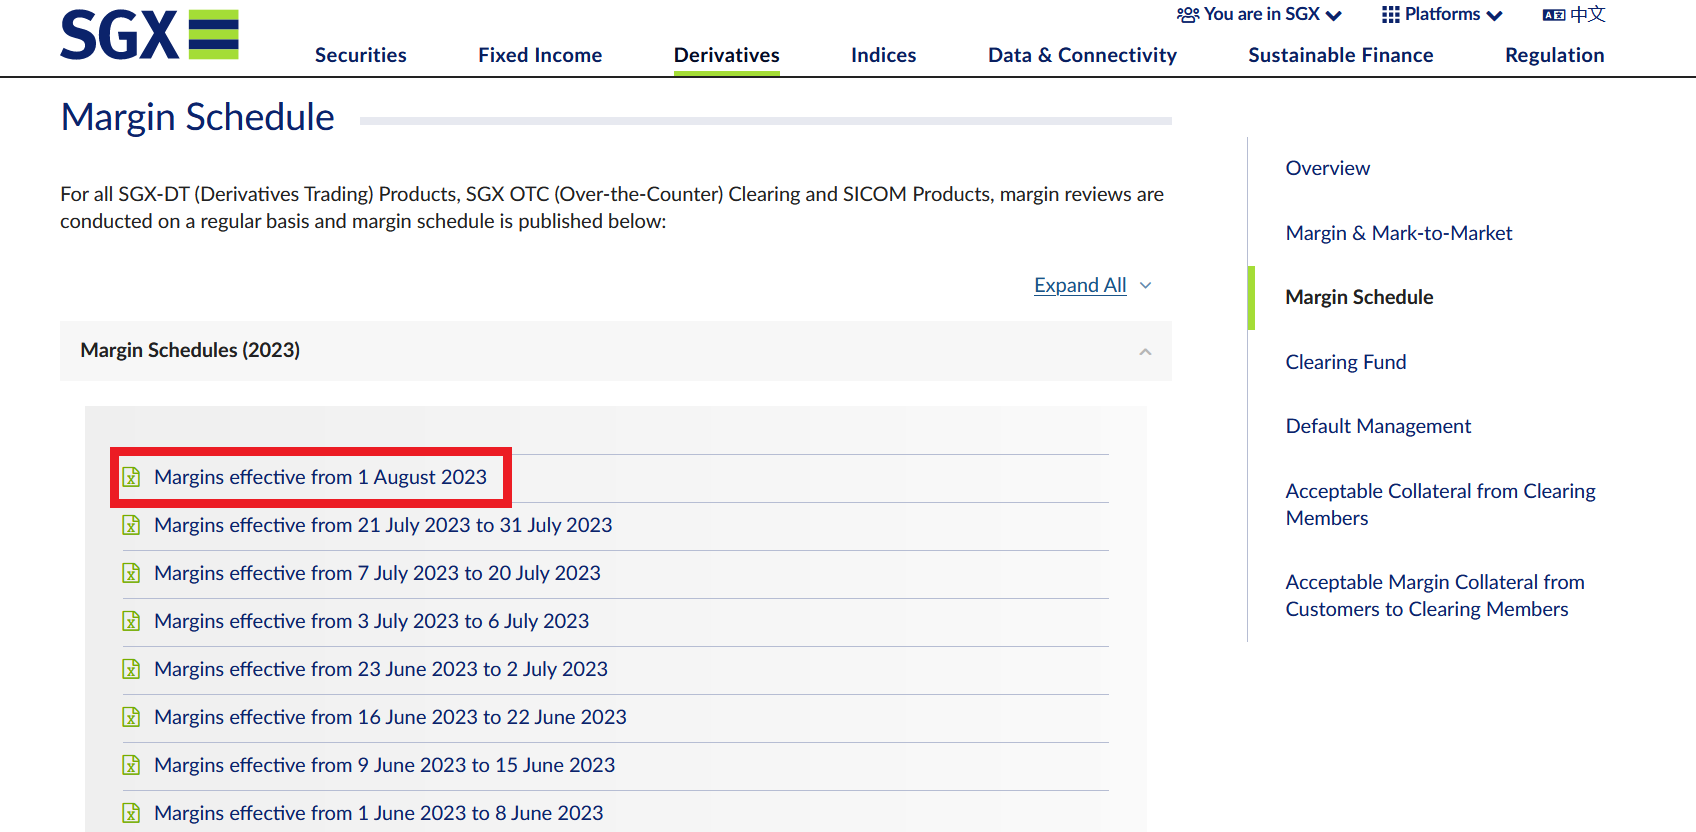 SGX
You are in SGX
Platforms
中文
Securities
Fixed Income
Derivatives
Indices
Data & Connectivity
Sustainable Finance
Regulation
Margin Schedule
For all SGX-DT (Derivatives Trading) Products, SGX OTC (Over-the-Counter) Clearing and SICOM Products, margin reviews are
conducted on a regular basis and margin schedule is published below:
Expand All
Margin Schedules (2023)
Margins effective from 1 August 2023
Margins effective from 21 July 2023 to 31 July 2023
Margins effective from 7 July 2023 to 20 July 2023
Margins effective from 3 July 2023 to 6 July 2023
Margins effective from 23 June 2023 to 2 July 2023
Margins effective from 16 June 2023 to 22 June 2023
Margins effective from 9 June 2023 to 15 June 2023
Margins effective from 1 June 2023 to 8 June 2023
Overview
Margin & Mark-to-Market
Margin Schedule
Clearing Fund
Default Management
Acceptable Collateral from Clearing
Members
Acceptable Margin Collateral from
Customers to Clearing Members